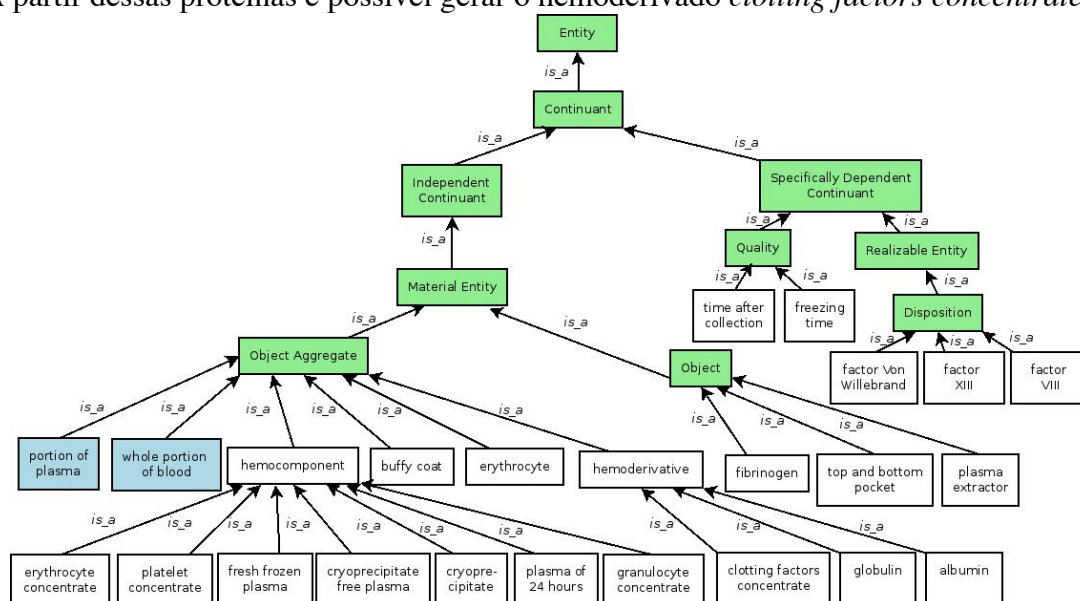 A partir dessas proteínas é possível gerar o hemoderivado clotting factors concentrate
Entity
is_a
Continuant
is_a
is_a
Independent
Continuant
Specifically Dependent
Continuant
is_a
is_a
is_a
Quality
Realizable Entity
is_a
is_a
is_a
Material Entity
time after
collection
freezing
time
Disposition
is_a
is_a
is_a
is_a
is_a
Object Aggregate
Object
factor Von
Willebrand
factor
XIII
factor
VIII
is_a
is_a
is_a
is_a
is_a
is_a
is_a
is_a
is_a
portion of
plasma
whole portion
of blood
hemocomponent
buffy coat
erythrocyte
hemoderivative
fibrinogen
top and bottom
pocket
plasma
extractor
is_a
is_a
is_a
is_a
is_a
is_a
is_a
is_a
is_a
is_a
erythrocyte
concentrate
platelet
concentrate
fresh frozen
plasma
cryoprecipitate
free plasma
cryopre-
cipitate
plasma of
24 hours
granulocyte
concentrate
clotting factors
concentrate
globulin
albumin